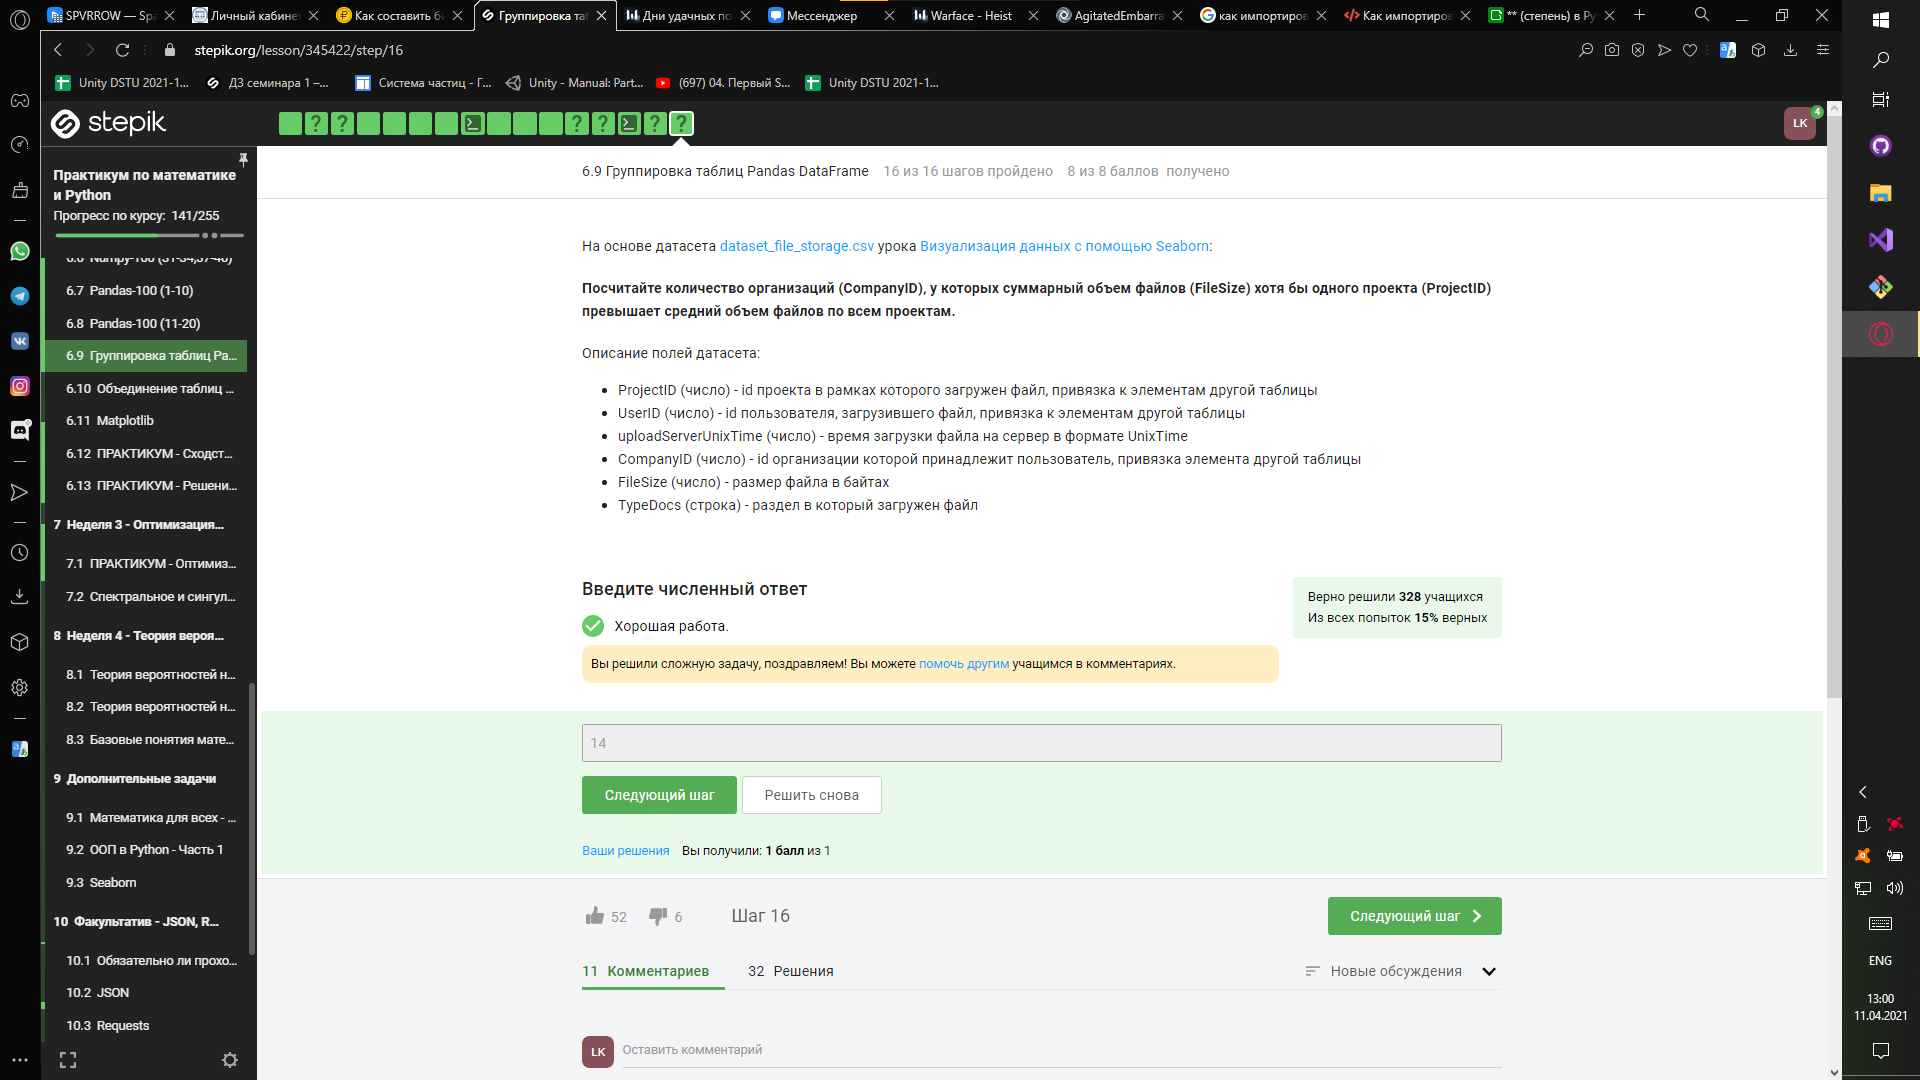 SPVRROW — Spa
Личный кабинет
Как составить би
Группировка таб
Дни удачных по
Мессенджер
Warface - Heist
AgitatedEmbarra
как импортиров
Как импортиров
** (степень) в Py
stepik.org/lesson/345422/step/16
Unity DSTU 2021-1...
ДЗ семинара 1 –...
Система частиц - Г...
Unity - Manual: Part...
(697) 04. Первый S...
Unity DSTU 2021-1...
stepik
LK
4
Практикум по математике
и Python
Прогресс по курсу: 141/255
6.6 Numpy-100 (31-34,37-40)
6.7 Pandas-100 (1-10)
6.8 Pandas-100 (11-20)
6.9 Группировка таблиц Pa...
6.10 Объединение таблиц ...
6.11 Matplotlib
6.12 ПРАКТИКУМ - Сходст...
6.13 ПРАКТИКУМ - Решени...
7 Неделя 3 - Оптимизация...
7.1 ПРАКТИКУМ - Оптимиз...
7.2 Спектральное и сингул...
8 Неделя 4 - Теория вероя...
8.1 Теория вероятностей н...
8.2 Теория вероятностей н...
8.3 Базовые понятия мате...
9 Дополнительные задачи
9.1 Математика для всех - ...
9.2 ООП в Python - Часть 1
9.3 Seaborn
10 Факультатив - JSON, R...
10.1 Обязательно ли прохо...
10.2 JSON
10.3 Requests
6.9 Группировка таблиц Pandas DataFrame 16 из 16 шагов пройдено 8 из 8 баллов получено
На основе датасета dataset_file_storage.csv урока Визуализация данных с помощью Seaborn:
Посчитайте количество организаций (CompanyID), у которых суммарный объем файлов (FileSize) хотя бы одного проекта (ProjectID)
превышает средний объем файлов по всем проектам.
Описание полей датасета:
ProjectID (число) - id проекта в рамках которого загружен файл, привязка к элементам другой таблицы
UserID (число) - id пользователя, загрузившего файл, привязка к элементам другой таблицы
uploadServerUnixTime (число) - время загрузки файла на сервер в формате UnixTime
CompanyID (число) - id организации которой принадлежит пользователь, привязка элемента другой таблицы
FileSize (число) - размер файла в байтах
TypeDocs (строка) - раздел в который загружен файл
Введите численный ответ
Хорошая работа.
Верно решили 328 учащихся
Из всех попыток 15% верных
Вы решили сложную задачу, поздравляем! Вы можете помочь другим учащимся в комментариях.
14
Следующий шаг
Решить снова
Ваши решения Вы получили: 1 балл из 1
52
6
Шаг 16
Следующий шаг
11 Комментариев
32 Решения
Новые обсуждения
LK
Оставить комментарий
ENG
13:00
11.04.2021